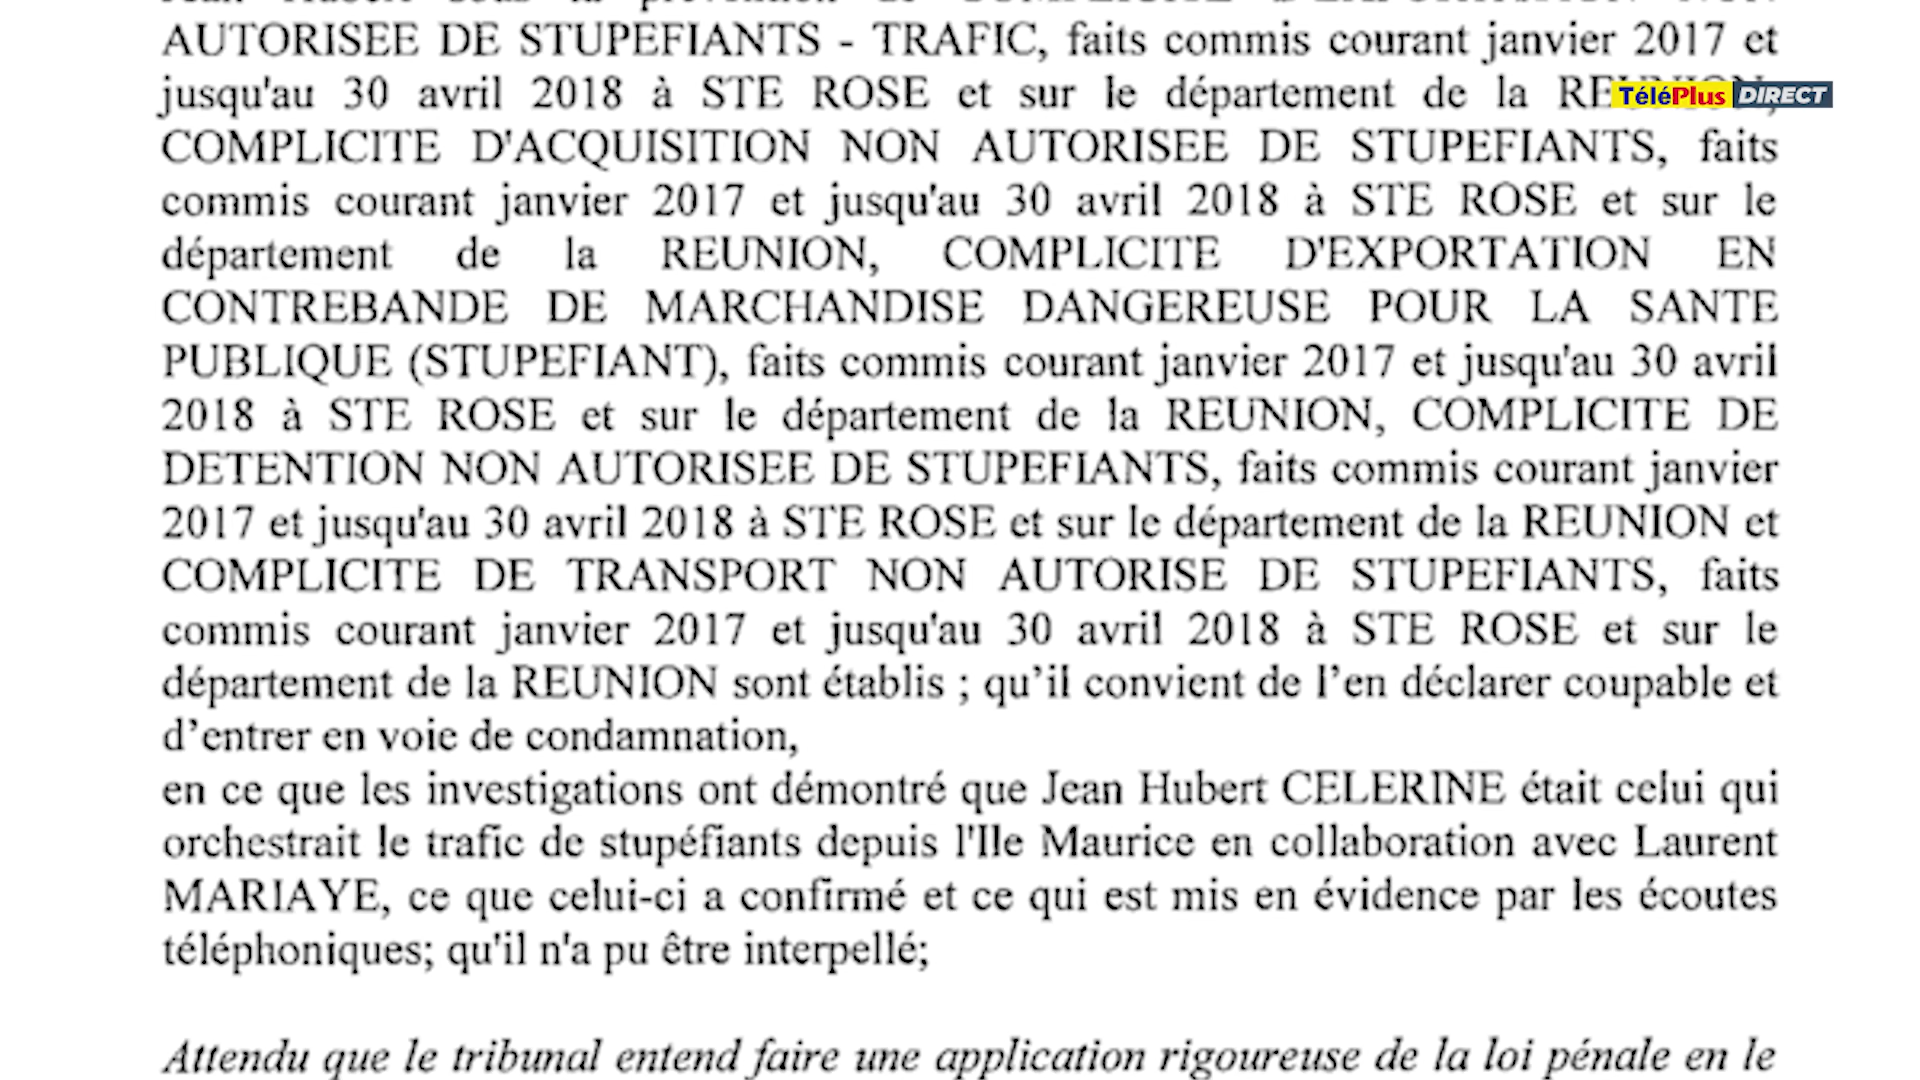 AUTORISEE DE STUPEFIANTS - TRAFIC, faits commis courant janvier 2017 et
jusqu'au 30 avril 2018 à STE ROSE et sur le département de la
TéléPlus DIRECT
COMPLICITE D'ACQUISITION NON AUTORISEE DE STUPEFIANTS, faits
commis courant janvier 2017 et jusqu'au 30 avril 2018 à STE ROSE et sur le
département de la REUNION, COMPLICITE D'EXPORTATION EN
CONTREBANDE DE MARCHANDISE DANGEREUSE POUR LA SANTE
PUBLIQUE (STUPEFIANT), faits commis courant janvier 2017 et jusqu'au 30 avril
2018 à STE ROSE et sur le département de la REUNION, COMPLICITE DE
DETENTION NON AUTORISEE DE STUPEFIANTS, faits commis courant janvier
2017 et jusqu'au 30 avril 2018 à STE ROSE et sur le département de la REUNION et
COMPLICITE DE TRANSPORT NON AUTORISE DE STUPEFIANTS, faits
commis courant janvier 2017 et jusqu'au 30 avril 2018 à STE ROSE et sur le
département de la REUNION sont établis ; qu’il convient de l’en déclarer coupable et
d’entrer en voie de condamnation,
en ce que les investigations ont démontré que Jean Hubert CELERINE était celui qui
orchestrait le trafic de stupéfiants depuis l'Ile Maurice en collaboration avec Laurent
MARIAYE, ce que celui-ci a confirmé et ce qui est mis en évidence par les écoutes
téléphoniques; qu'il n'a pu être interpellé;
Attendu que le tribunal entend faire une application rigoureuse de la loi pénale en le